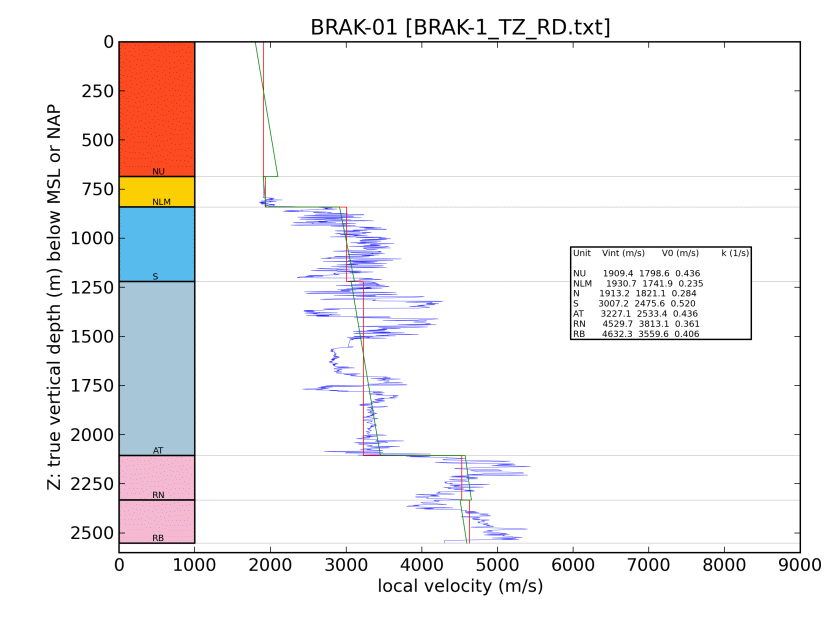 BRAK-01 [BRAK-1_TZ_RD.txt]
Z: true vertical depth (m) below MSL or NAP
0
250
500
750
1000
1250
1500
1750
2000
2250
2500
NU
NLM
S
AT
RN
RB
Unit Vint (m/s) V0 (m/s) k (1/s)
NU 1909.4 1798.6 0.436
NLM 1930.7 1741.9 0.235
N 1913.2 1821.1 0.284
S 3007.2 2475.6 0.520
AT 3227.1 2533.4 0.436
RN 4529.7 3813.1 0.361
RB 4632.3 3559.6 0.406
0 1000 2000 3000 4000 5000 6000 7000 8000 9000
local velocity (m/s)